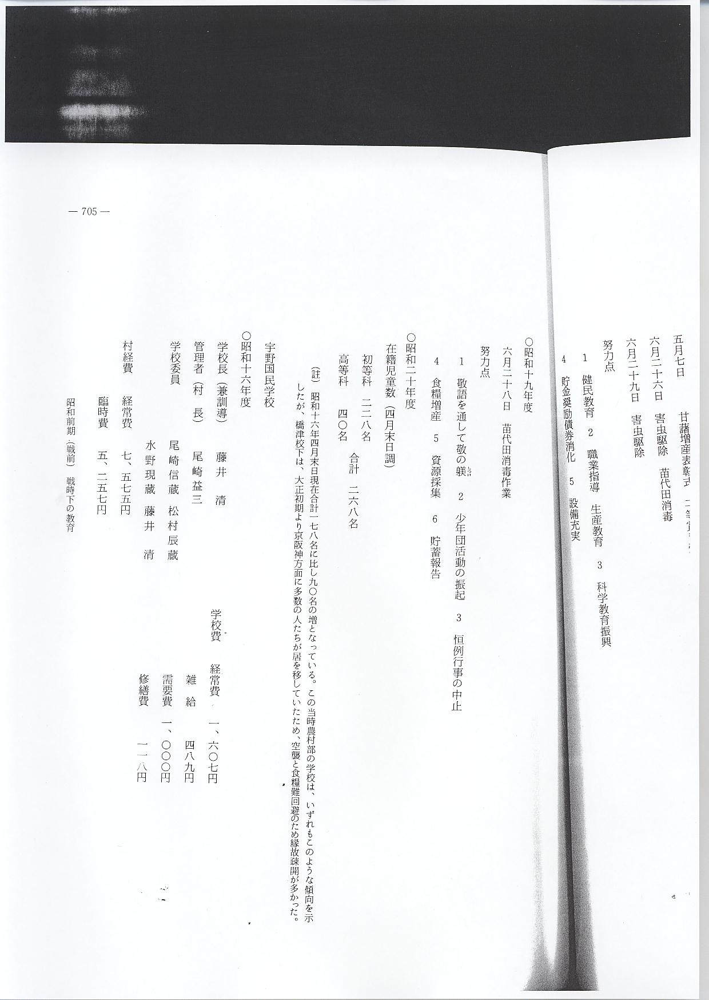 五月七日　甘藷増産表彰式
六月二十六日　害虫駆除　苗代田消毒
六月二十九日　害虫駆除
努力点
1　健民教育　2　職業指導　生産教育　3　科学教育振興
4　貯金奨励債券消化　5　設備充実
〇昭和十九年度
六月二十八日　苗代田消毒作業
努力点
1　敬語を通して敬の躾しつけ　2　少年団活動の振起　3　恒例行事の中止
4　食糧増産　5　資源採集　6　貯蓄報告
〇昭和二十年度
在籍児童数（四月末日調）
初等科　二二八名
合計　二六八名
高等科　四〇名
（註）　昭和十六年四月末日現在合計一七八名に比し九〇名の増となっている。この当時農村部の学校は、いずれもこのような傾向を示
したが、橋津校下は、大正初期より京阪神方面に多数の人たちが居を移していたため、空襲と食糧難回避のため縁故疎開が多かった。
宇野国民学校
〇昭和十六年度
学校長（兼訓導）　藤井　清
管理者（村　長）　尾崎益三
学校委員　尾崎信蔵　松村辰蔵
水野現蔵　藤井　清
村経費　経常費　七、五七五円
臨時費　五、二五七円
学校費　経常費　一、六〇七円
雑　給　四八九円
需要費　一、〇〇〇円
修繕費　一一八円
昭和前期（戦前）　戦時下の教育
— 705 —